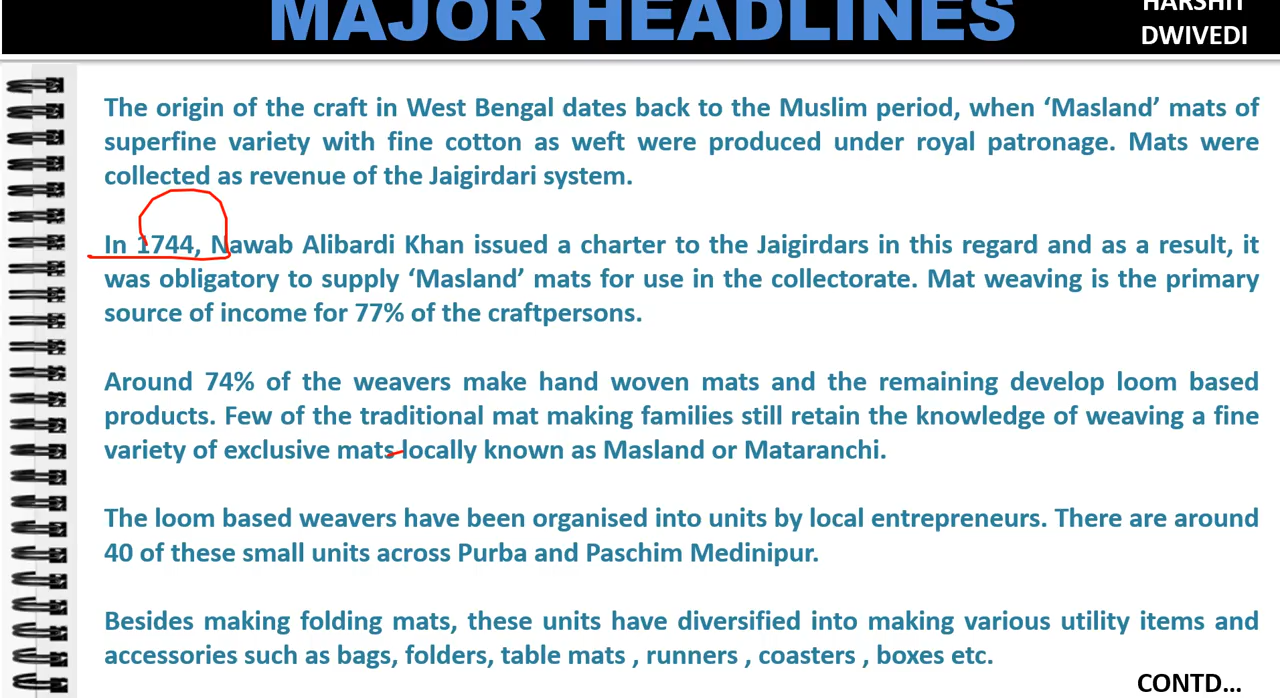 MAJOR HEADLINES
HARSHIT
DWIVEDI
The origin of the craft in West Bengal dates back to the Muslim period, when ‘Masland’ mats of
superfine variety with fine cotton as weft were produced under royal patronage. Mats were
collected as revenue of the Jaigirdari system.
In 1744, Nawab Alibardi Khan issued a charter to the Jaigirdars in this regard and as a result, it
was obligatory to supply ‘Masland’ mats for use in the collectorate. Mat weaving is the primary
source of income for 77% of the craftpersons.
Around 74% of the weavers make hand woven mats and the remaining develop loom based
products. Few of the traditional mat making families still retain the knowledge of weaving a fine
variety of exclusive mats locally known as Masland or Mataranchi.
The loom based weavers have been organised into units by local entrepreneurs. There are around
40 of these small units across Purba and Paschim Medinipur.
Besides making folding mats, these units have diversified into making various utility items and
accessories such as bags, folders, table mats , runners , coasters , boxes etc.
CONTD...